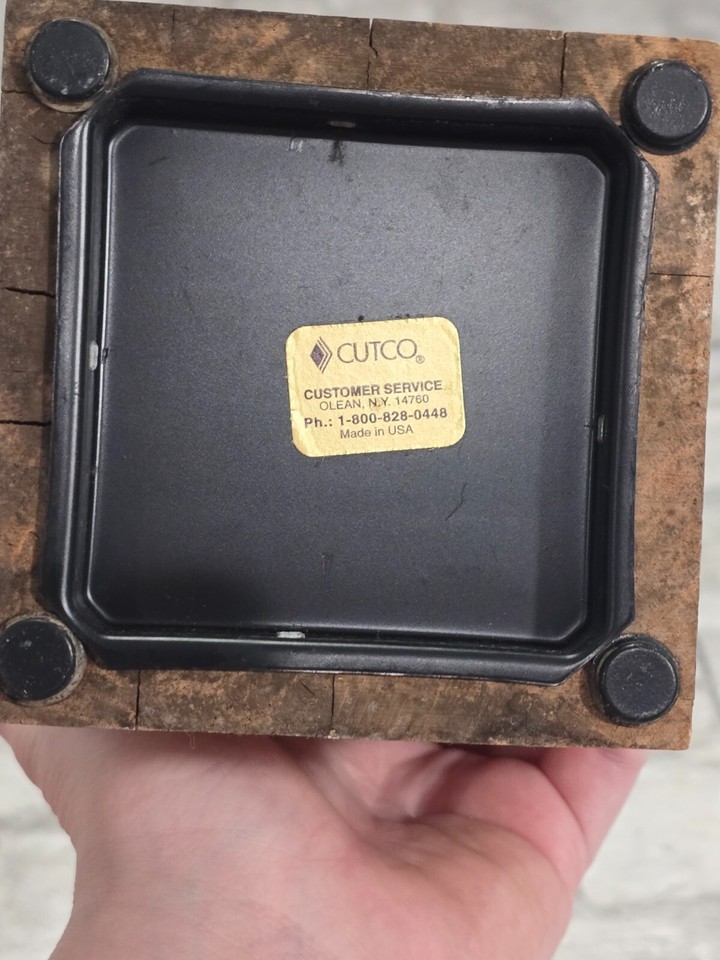 CUTCO®
CUSTOMER SERVICE
OLEAN, N.Y. 14760
Ph.: 1-800-828-0448
Made in USA